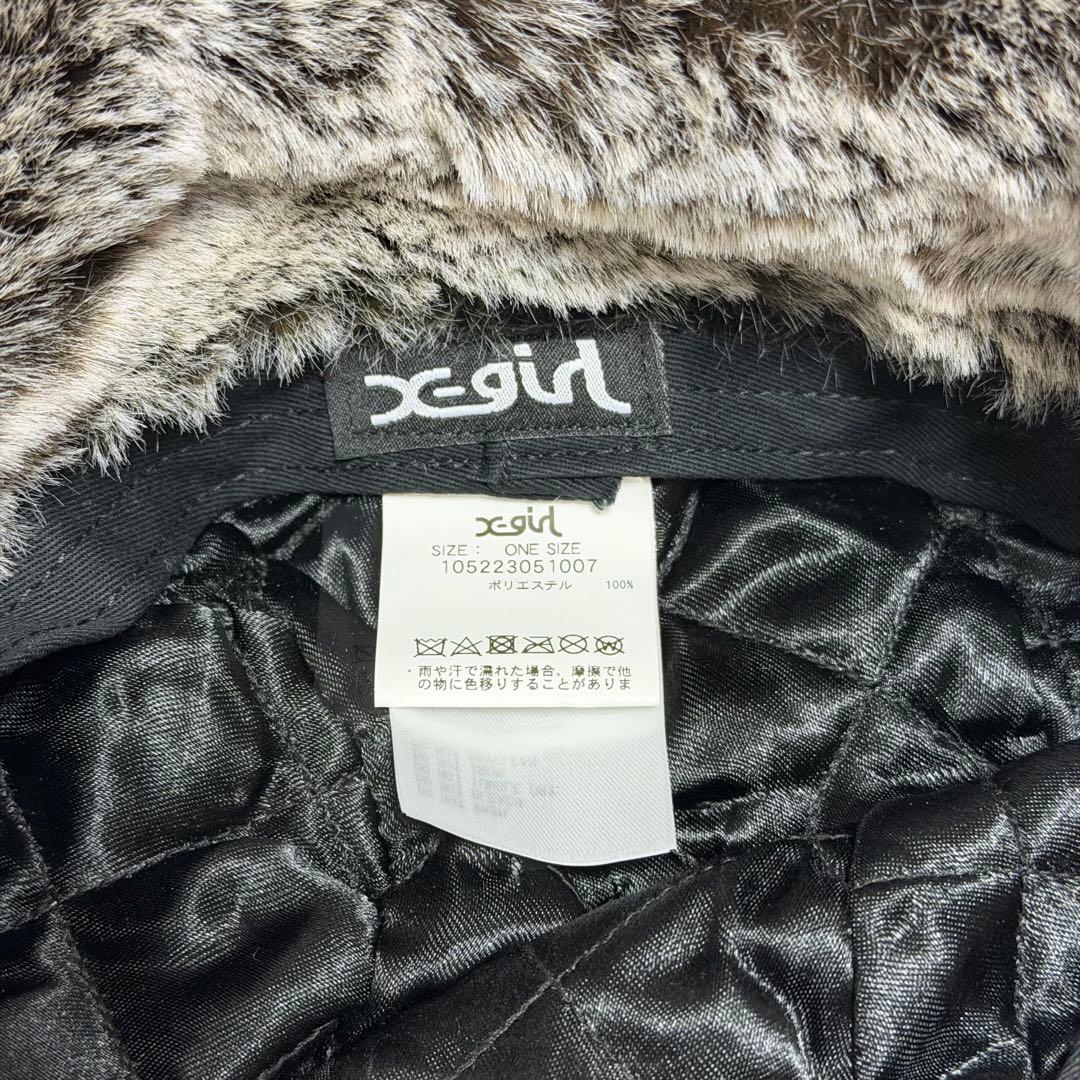 X-girl
X-girl
SIZE : ONE SIZE
105223051007
ポリエステル 100%
・雨や汗で濡れた場合、摩擦で他
の物に色移りすることがありま